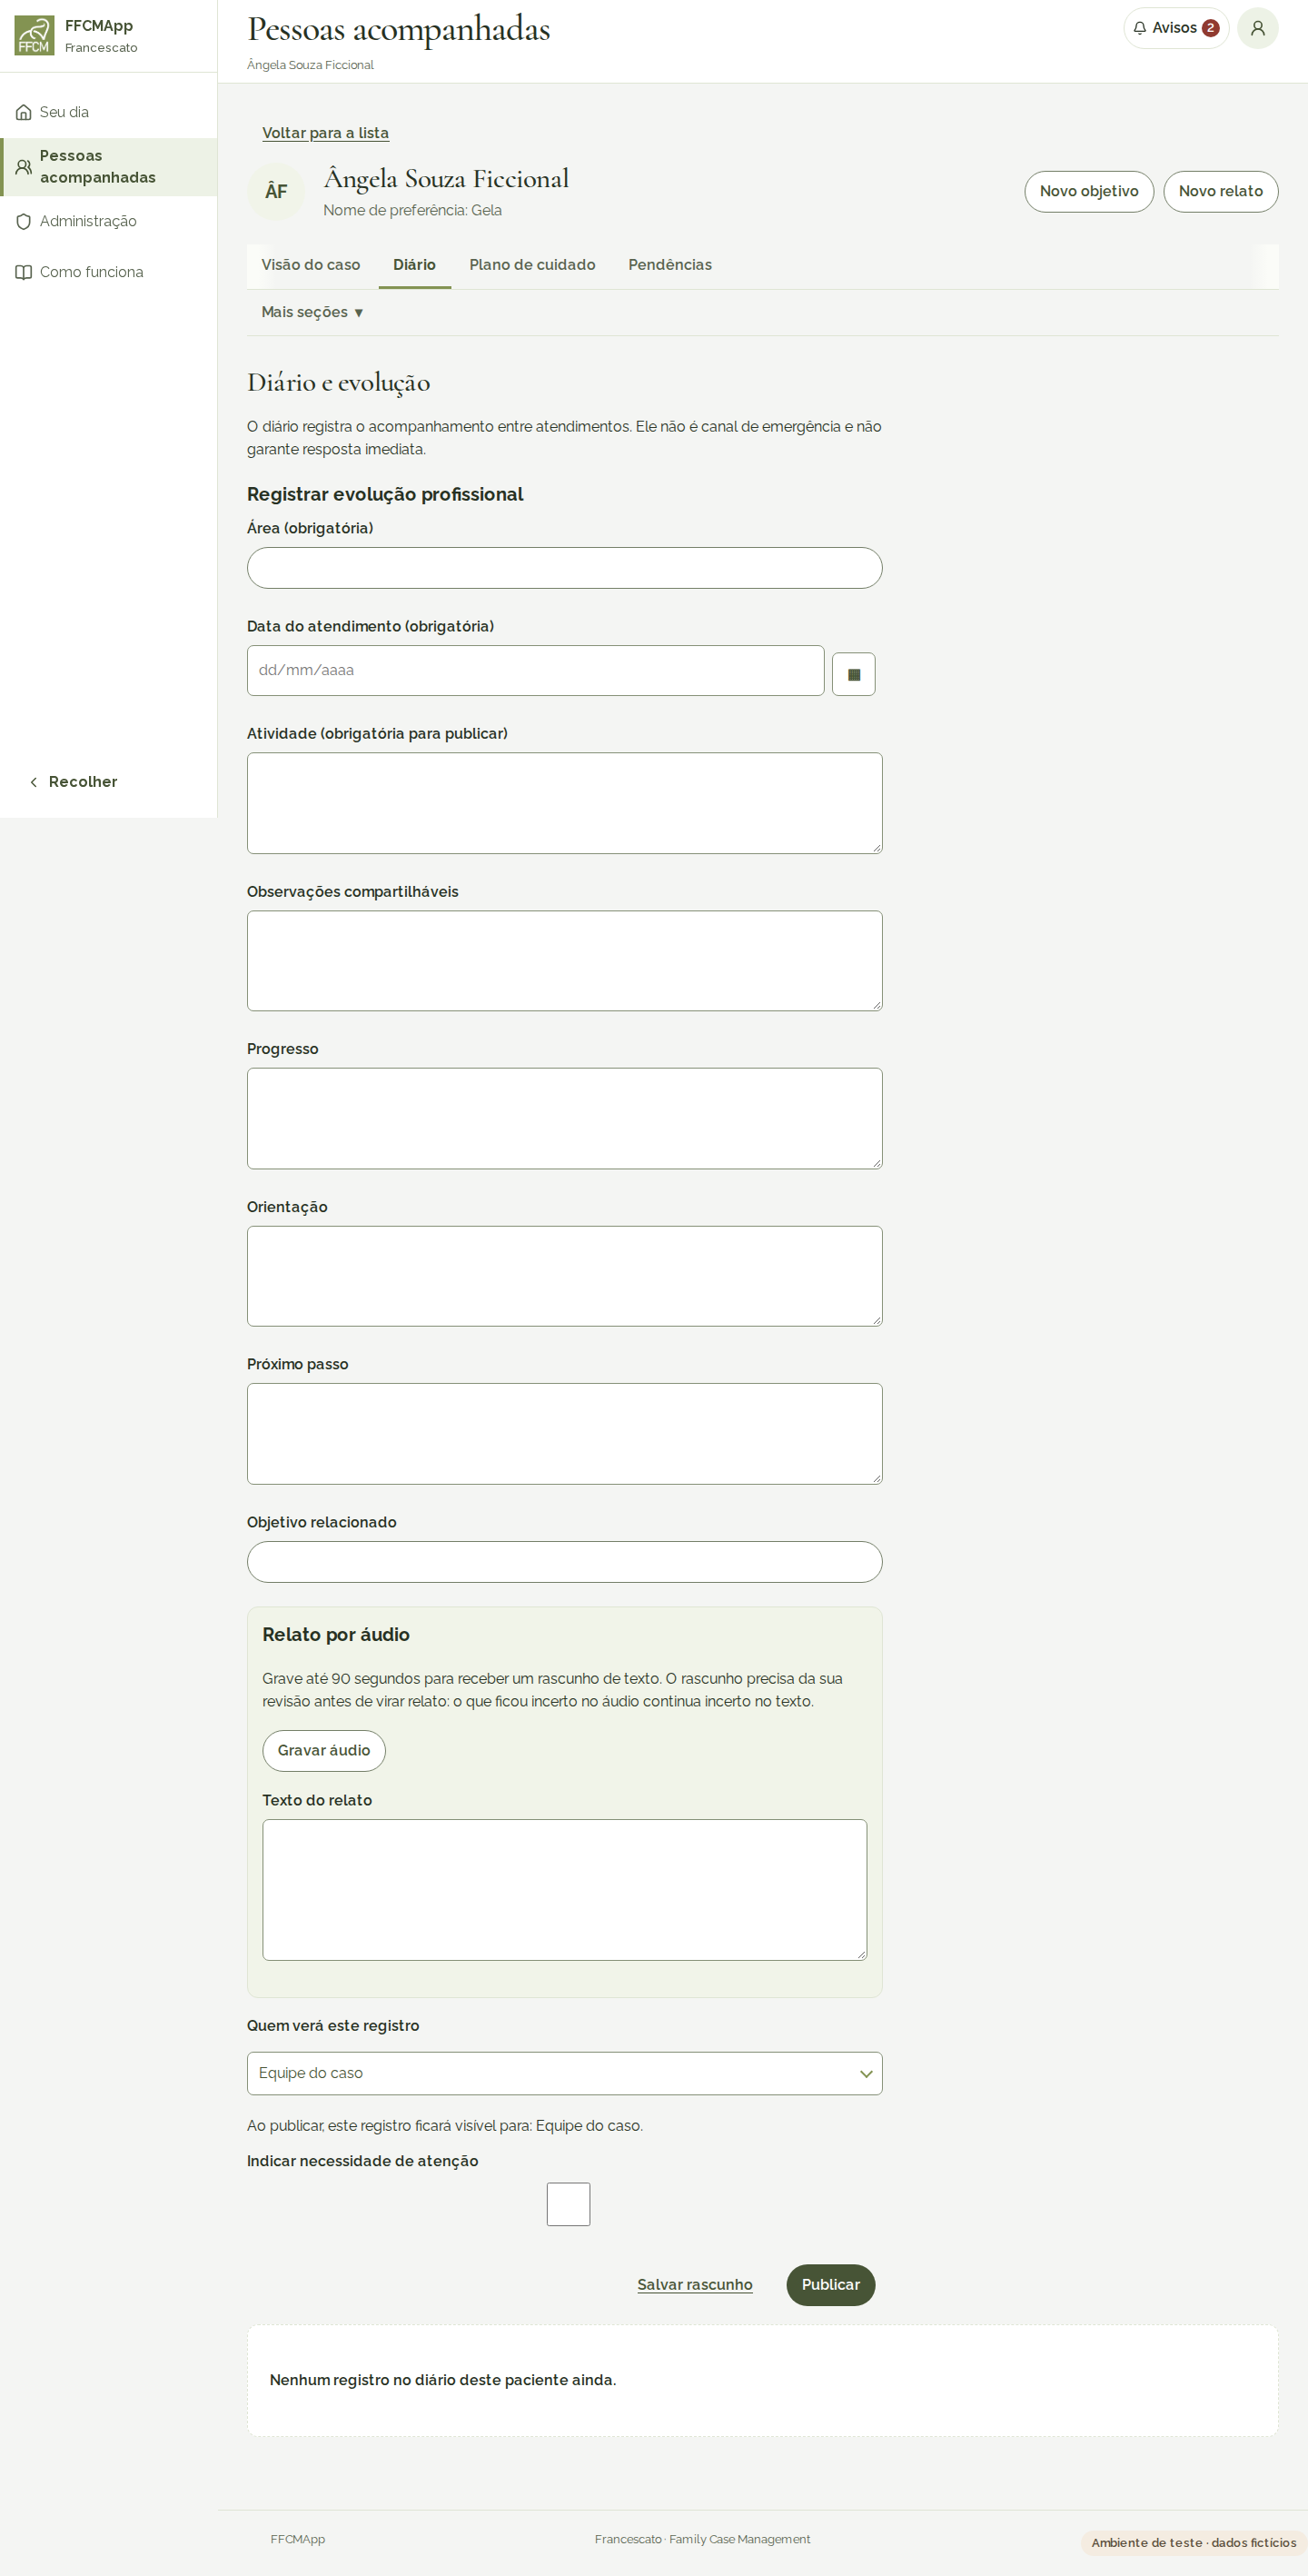 FFCMApp
Francescato
FFCM
Seu dia
Pessoas
acompanhadas
Administração
Como funciona
Recolher
Pessoas acompanhadas
Ângela Souza Ficcional
Avisos 2
Voltar para a lista
ÂF
Ângela Souza Ficcional
Nome de preferência: Gela
Novo objetivo
Novo relato
Visão do caso
Diário
Plano de cuidado
Pendências
Mais seções ▼
Diário e evolução
O diário registra o acompanhamento entre atendimentos. Ele não é canal de emergência e não
garante resposta imediata.
Registrar evolução profissional
Área (obrigatória)
Data do atendimento (obrigatória)
dd/mm/aaaa
Atividade (obrigatória para publicar)
Observações compartilháveis
Progresso
Orientação
Próximo passo
Objetivo relacionado
Relato por áudio
Grave até 90 segundos para receber um rascunho de texto. O rascunho precisa da sua
revisão antes de virar relato: o que ficou incerto no áudio continua incerto no texto.
Gravar áudio
Texto do relato
Quem verá este registro
Equipe do caso
Ao publicar, este registro ficará visível para: Equipe do caso.
Indicar necessidade de atenção
Salvar rascunho
Publicar
Nenhum registro no diário deste paciente ainda.
FFCMApp
Francescato · Family Case Management
Ambiente de teste · dados fictícios